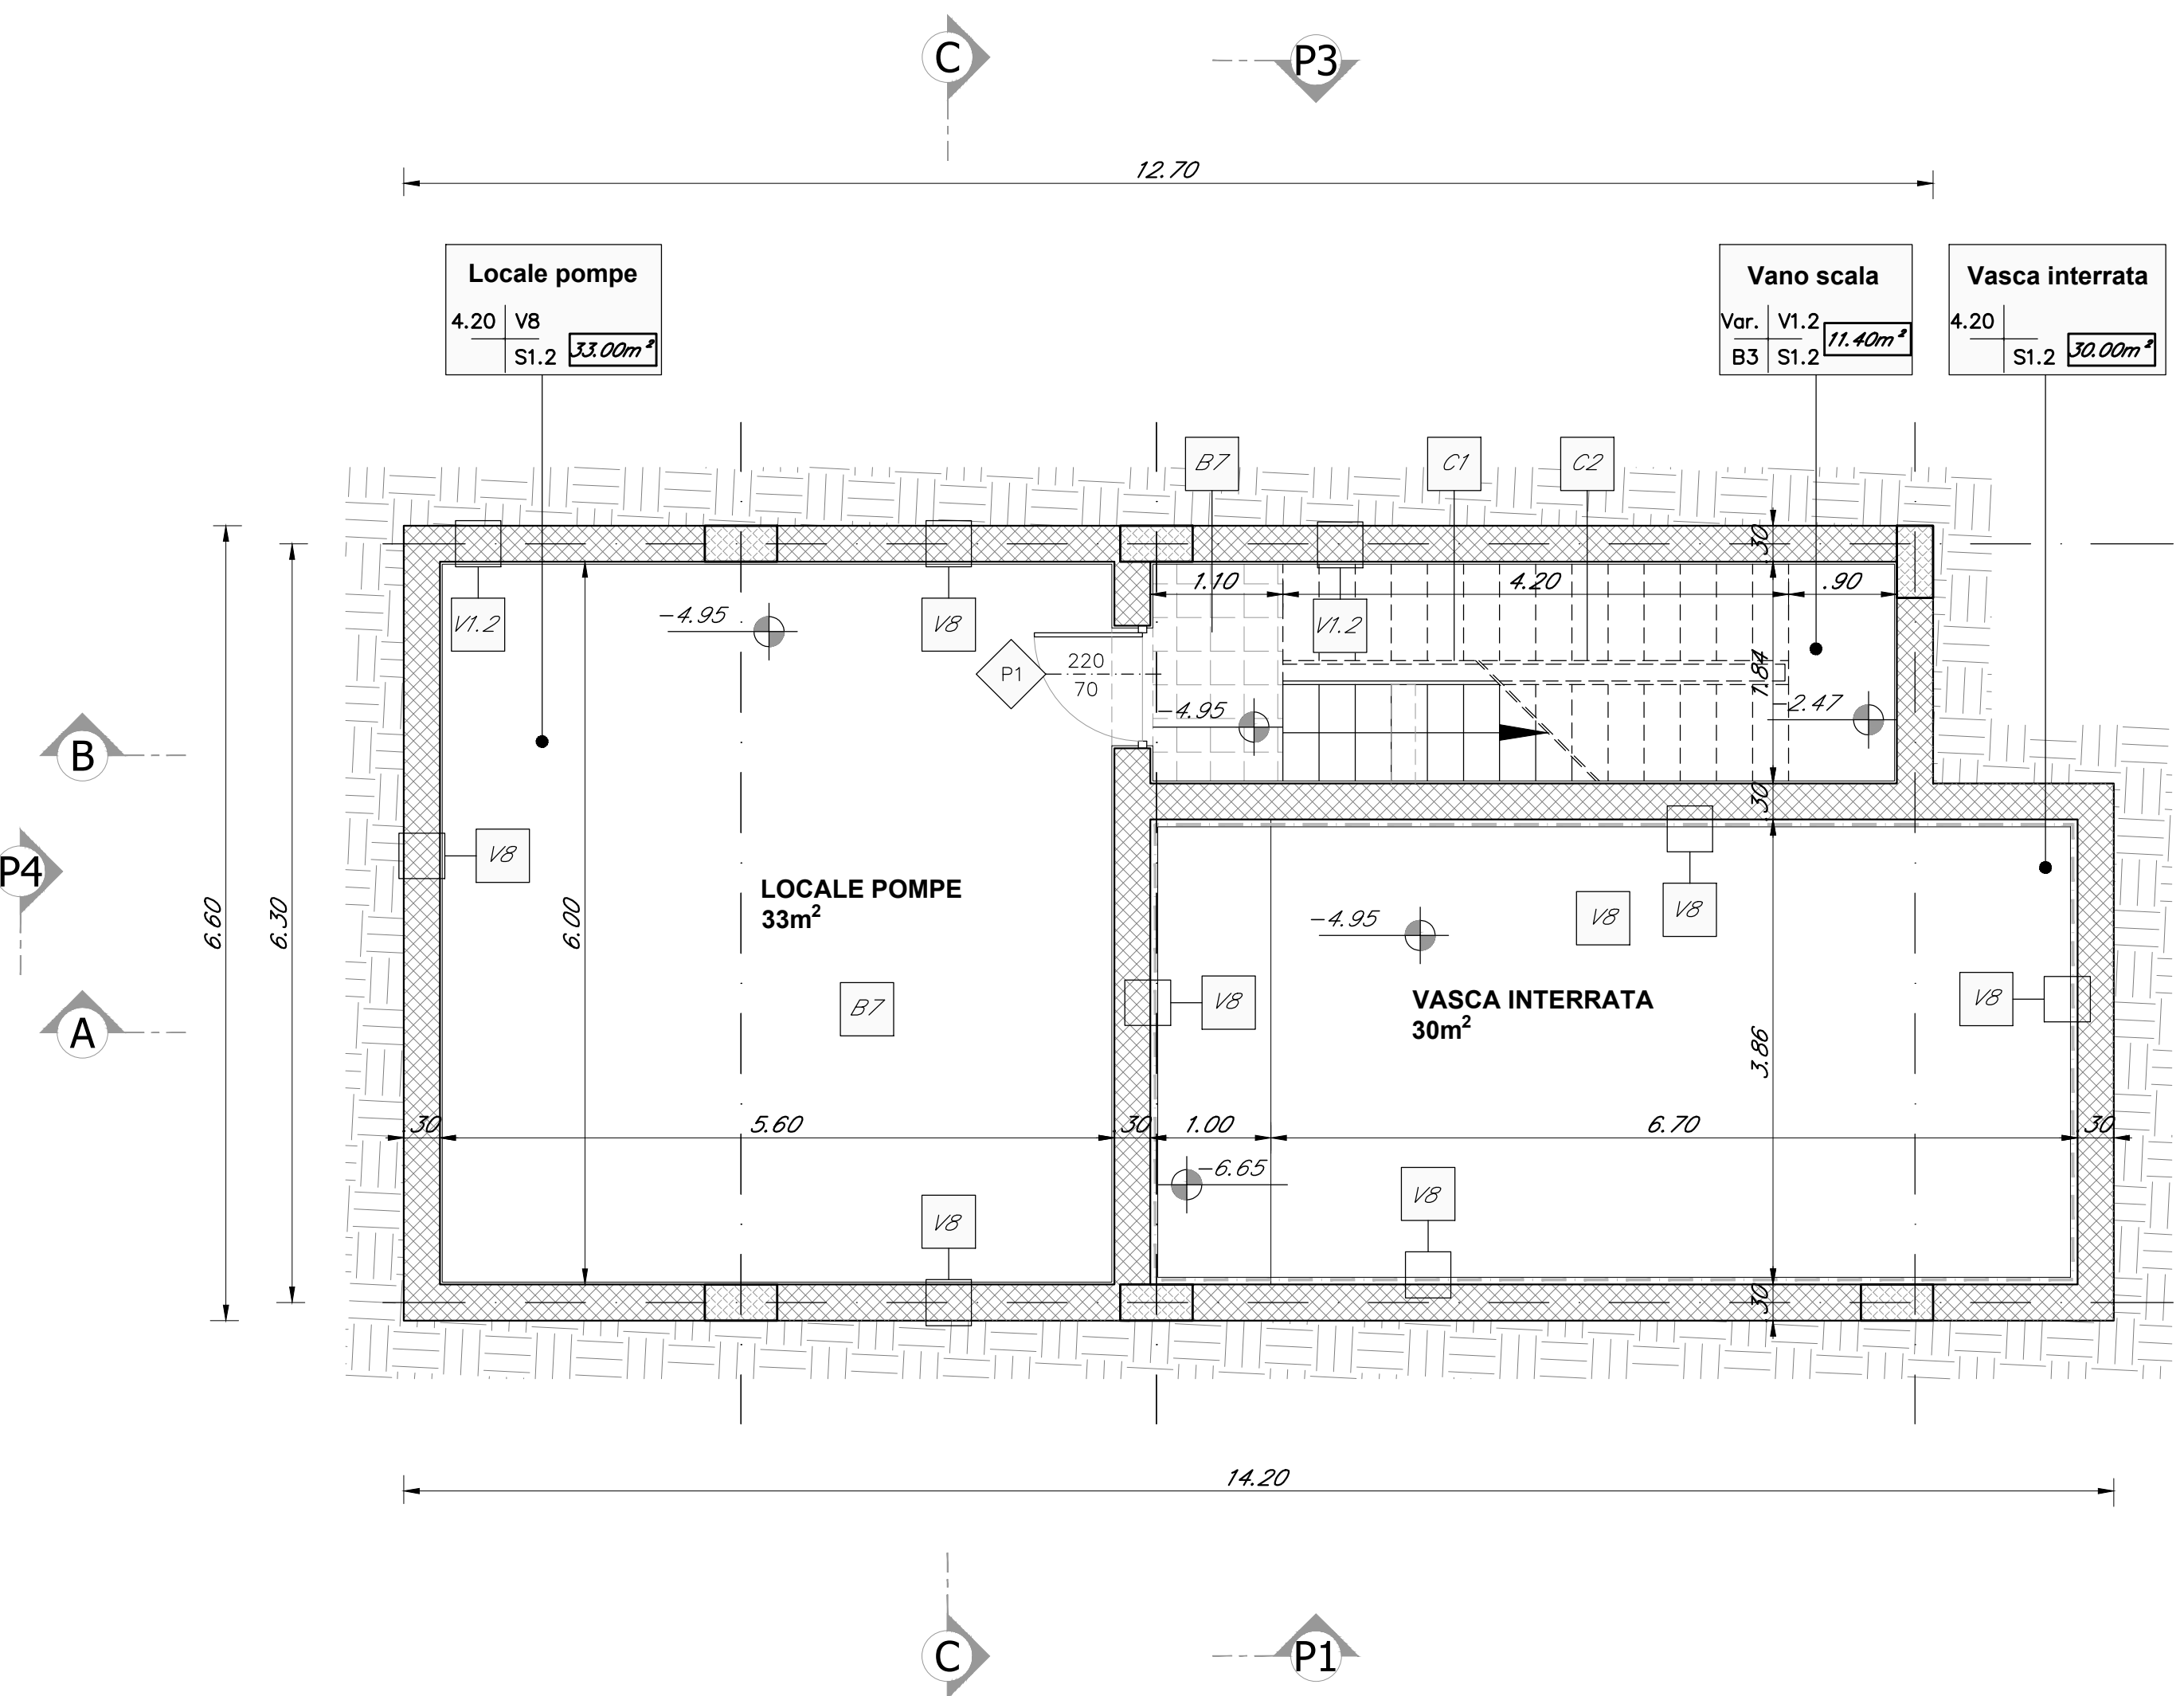 C
P3
12.70
Locale pompe
4.20 V8
S1.2 33.00m²
Vano scala
Var. V1.2 11.40m²
B3 S1.2
Vasca interrata
4.20
S1.2 30.00m²
B7
C1
C2
.30
1.10
4.20
.90
V1.2
-4.95
V8
V1.2
P1
220
70
1.84
-4.95
-2.47
B
.30
P4
V8
6.60
6.30
6.00
LOCALE POMPE
33m²
-4.95
V8
V8
B7
V8
VASCA INTERRATA
30m²
V8
A
3.86
.30
5.60
.30
1.00
6.70
.30
-6.65
V8
V8
.30
14.20
C
P1